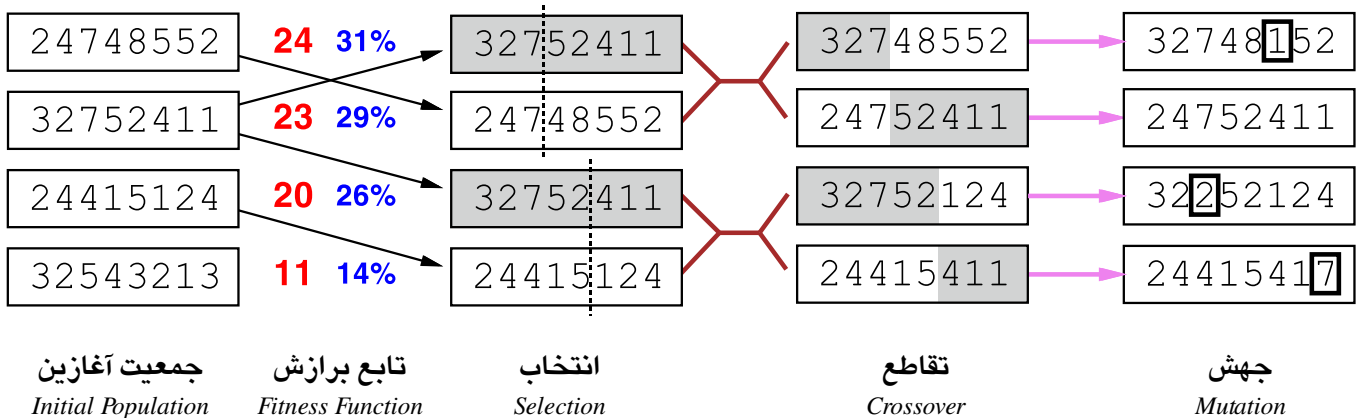 24748552 24 31% 32752411 32748552 32748152
32752411 23 29% 24748552 24752411 24752411
24415124 20 26% 32752411 32752124 32252124
32543213 11 14% 24415124 24415411 24415417
جمعیت آغازین تابع برازش انتخاب تقاطع جهش
Initial Population Fitness Function Selection Crossover Mutation